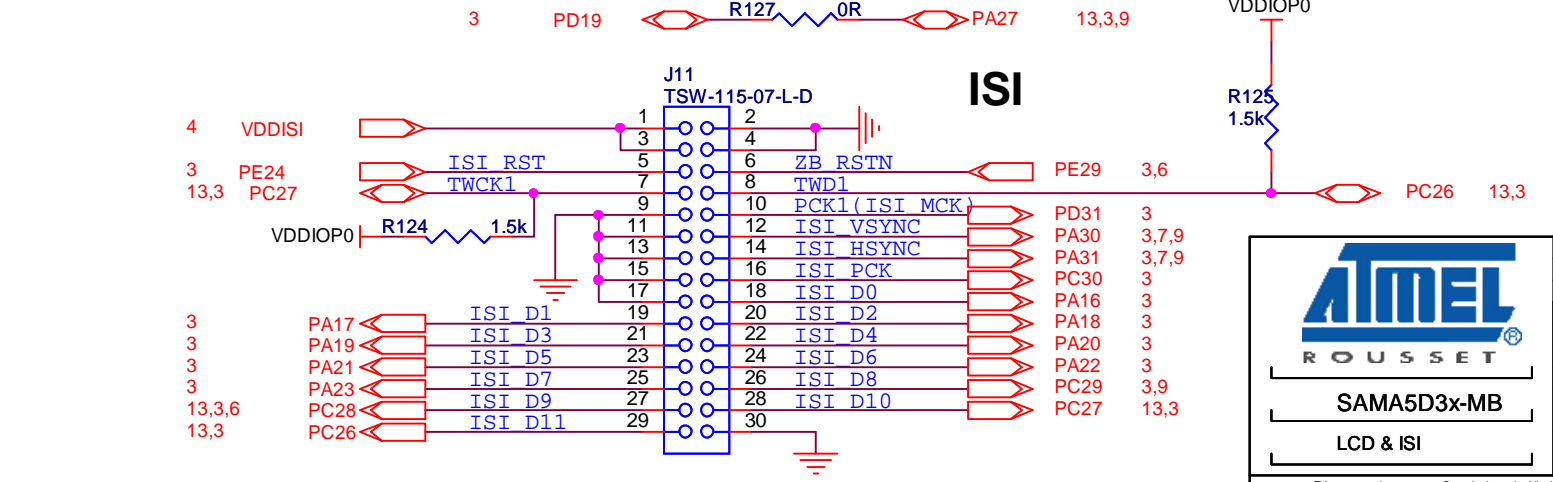 3 PD19 R127 0R PA27 13,3,9
VDDIOP0
J11
TSW-115-07-L-D
ISI
R125
1.5k
4 VDDISI 1 2
3 4
3 PE24 ISI_RST 5 6 ZB_RSTN PE29 3,6
13,3 PC27 TWCK1 7 8 TWD1 PC26 13,3
9 10 PCK1(ISI_MCK) PD31 3
VDDIOP0 R124 1.5k 11 12 ISI_VSYNC PA30 3,7,9
13 14 ISI_HSYNC PA31 3,7,9
15 16 ISI_PCK PC30 3
17 18 ISI_D0 PA16 3
3 PA17 ISI_D1 19 20 ISI_D2 PA18 3
3 PA19 ISI_D3 21 22 ISI_D4 PA20 3
3 PA21 ISI_D5 23 24 ISI_D6 PA22 3
3 PA23 ISI_D7 25 26 ISI_D8 PC29 3,9
13,3,6 PC28 ISI_D9 27 28 ISI_D10 PC27 13,3
13,3 PC26 ISI_D11 29 30
ATMEL ®
ROUSSET
SAMA5D3x-MB
LCD & ISI